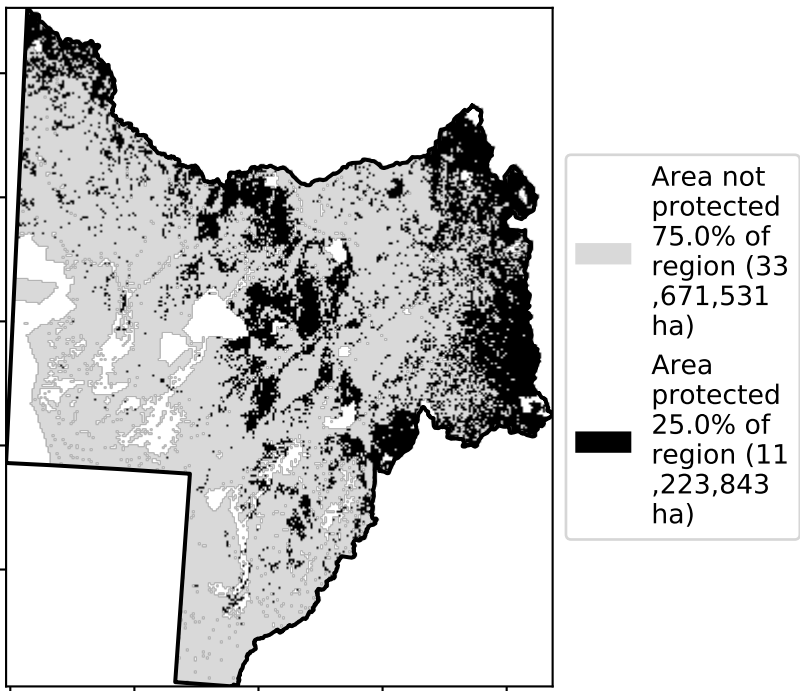 Area not
protected
75.0% of
region (33
,671,531
ha)
Area
protected
25.0% of
region (11
,223,843
ha)